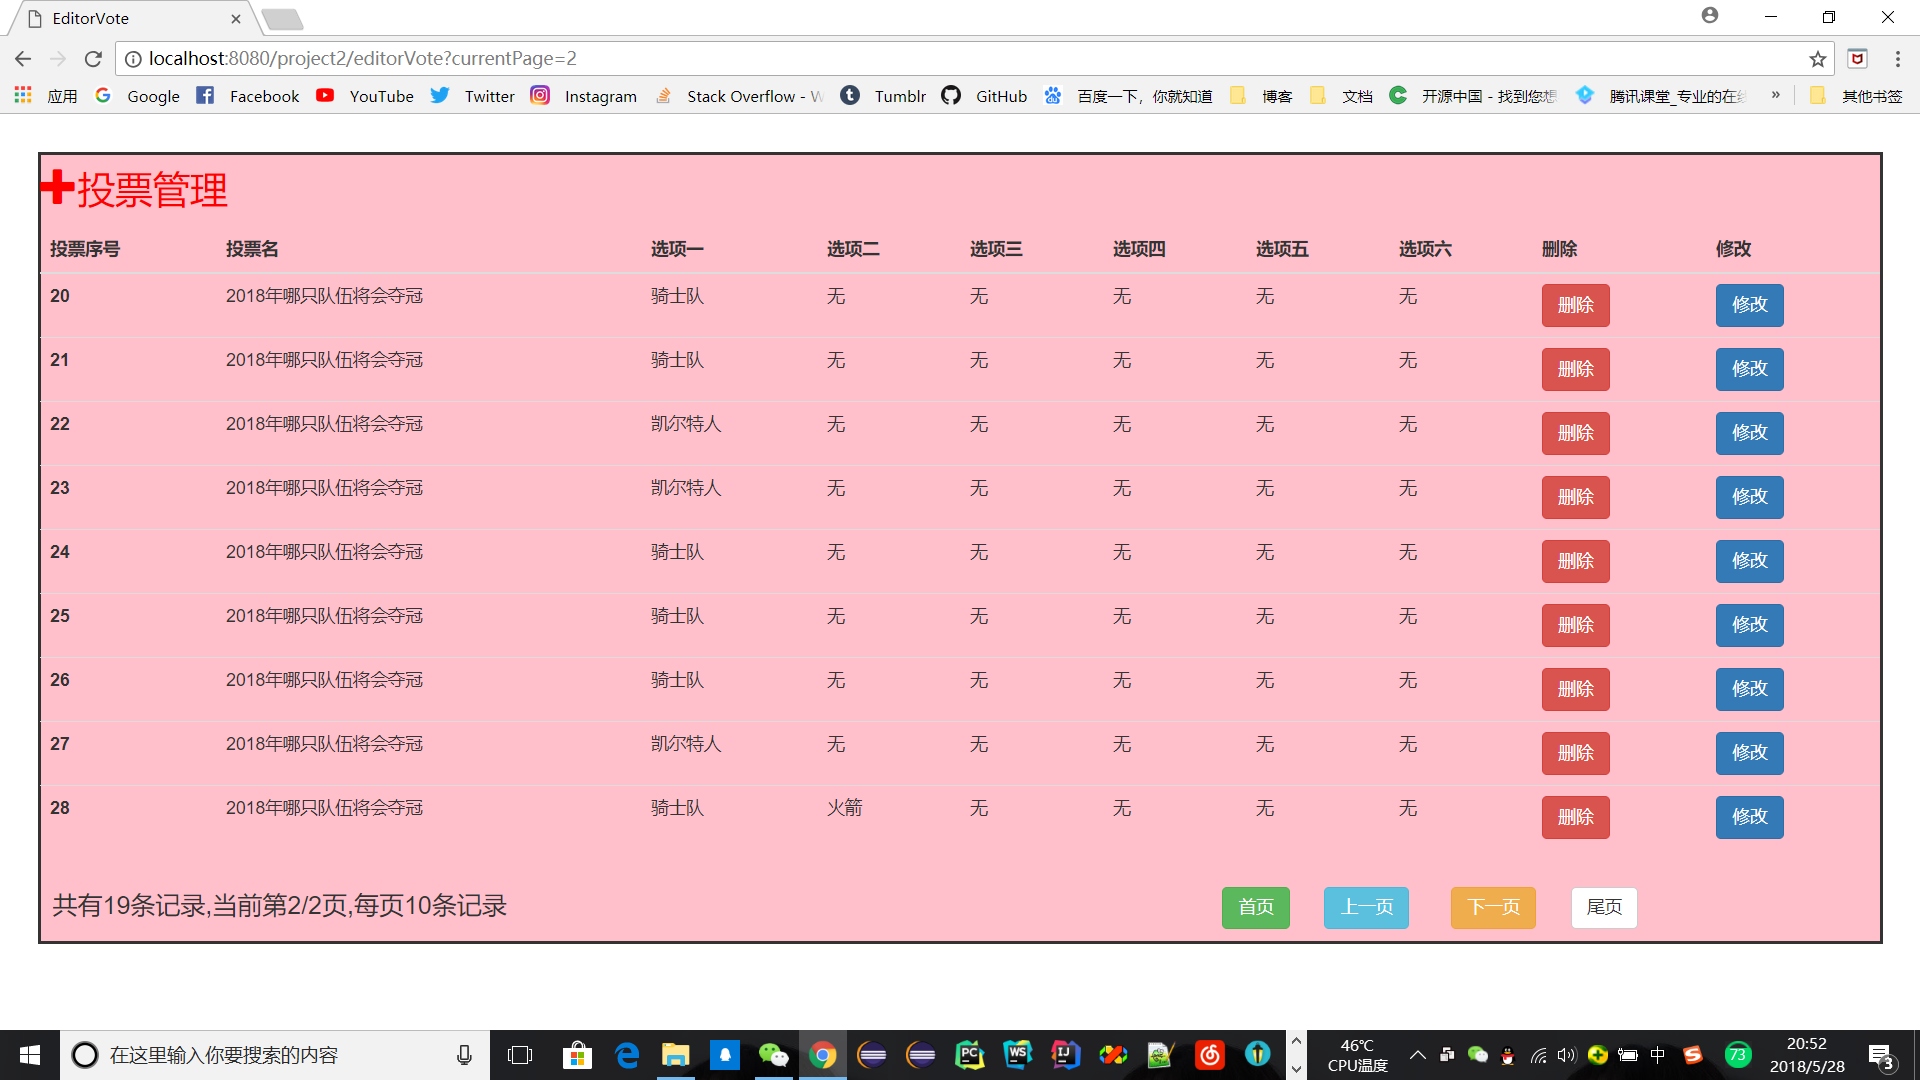 EditorVote
localhost:8080/project2/editorVote?currentPage=2
应用 Google Facebook YouTube Twitter Instagram Stack Overflow - W Tumblr GitHub 百度一下，你就知道 博客 文档 开源中国 - 找到您想 腾讯课堂_专业的在线 » 其他书签
投票管理
投票序号 投票名 选项一 选项二 选项三 选项四 选项五 选项六 删除 修改
20 2018年哪只队伍将会夺冠 骑士队 无 无 无 无 无 删除 修改
21 2018年哪只队伍将会夺冠 骑士队 无 无 无 无 无 删除 修改
22 2018年哪只队伍将会夺冠 凯尔特人 无 无 无 无 无 删除 修改
23 2018年哪只队伍将会夺冠 凯尔特人 无 无 无 无 无 删除 修改
24 2018年哪只队伍将会夺冠 骑士队 无 无 无 无 无 删除 修改
25 2018年哪只队伍将会夺冠 骑士队 无 无 无 无 无 删除 修改
26 2018年哪只队伍将会夺冠 骑士队 无 无 无 无 无 删除 修改
27 2018年哪只队伍将会夺冠 凯尔特人 无 无 无 无 无 删除 修改
28 2018年哪只队伍将会夺冠 骑士队 火箭 无 无 无 无 删除 修改
共有19条记录,当前第2/2页,每页10条记录 首页 上一页 下一页 尾页
在这里输入你要搜索的内容
PC WS IJ
46℃
CPU温度
中 73
20:52
2018/5/28
3